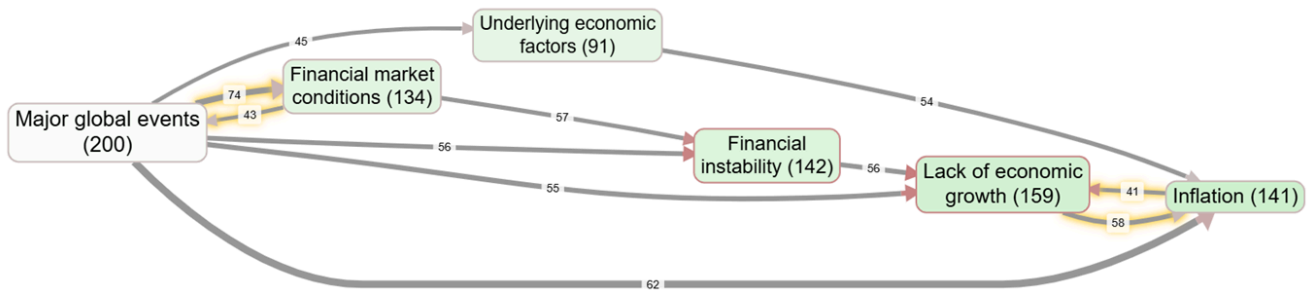 Underlying economic
factors (91)
45
Financial market
conditions (134)
74
43
54
Major global events
(200)
57
56
Financial
instability (142)
56
55
Lack of economic
growth (159)
41
Inflation (141)
58
62